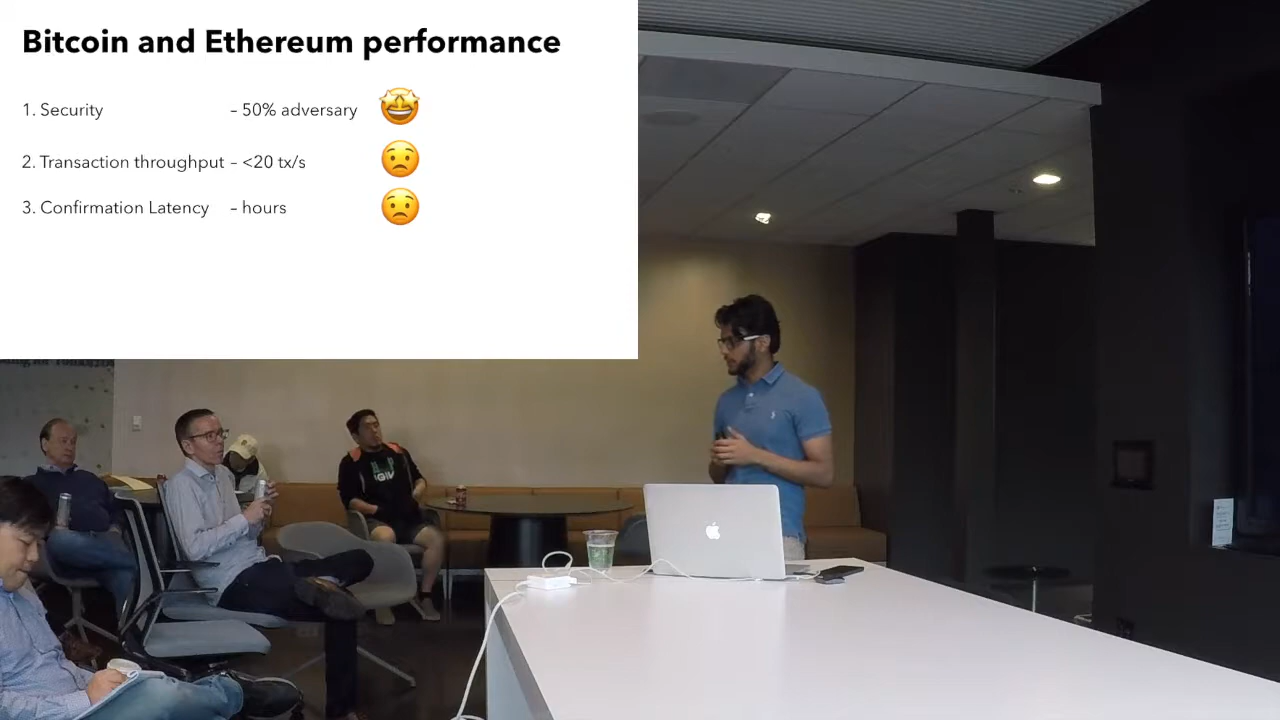 Bitcoin and Ethereum performance
1. Security – 50% adversary
2. Transaction throughput – <20 tx/s
3. Confirmation Latency – hours